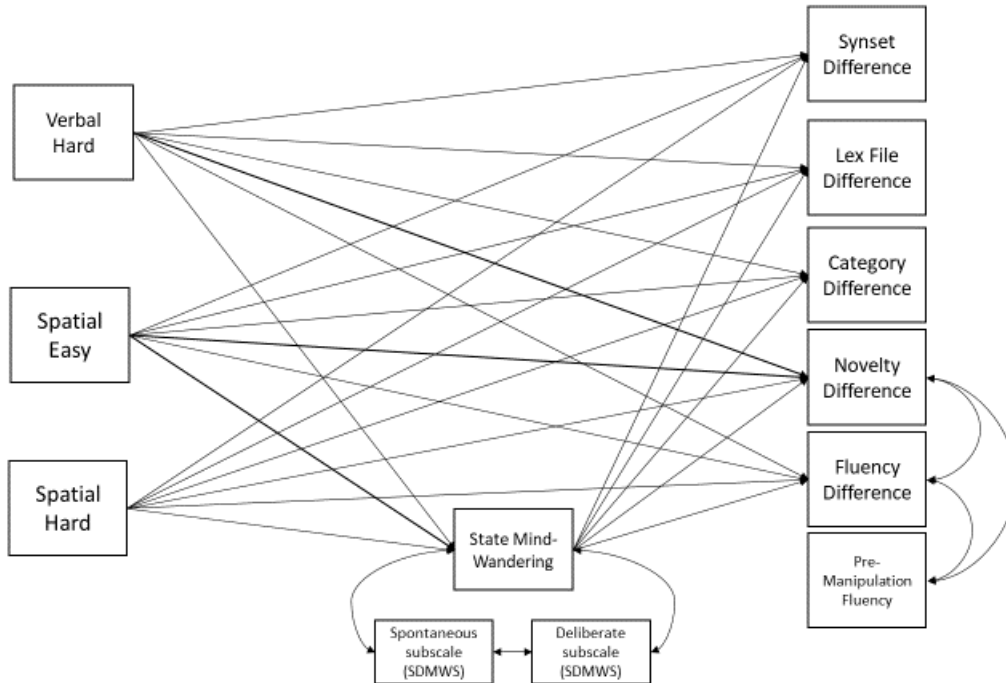 Verbal
Hard
Spatial
Easy
Spatial
Hard
State Mind-
Wandering
Spontaneous
subscale
(SDMWS)
Deliberate
subscale
(SDMWS)
Synset
Difference
Lex File
Difference
Category
Difference
Novelty
Difference
Fluency
Difference
Pre-
Manipulation
Fluency